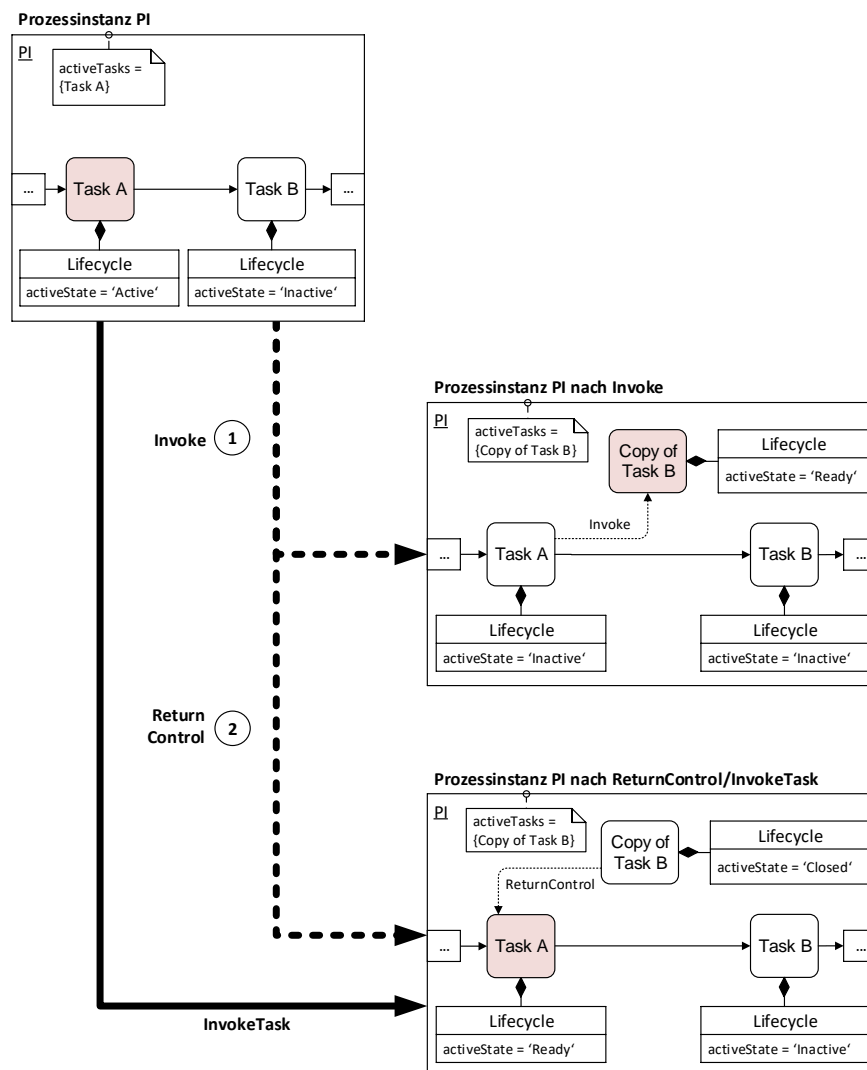 Prozessinstanz PI
PI
activeTasks =
{Task A}
...
Task A
Task B
...
Lifecycle
activeState = ‘Active‘
Lifecycle
activeState = ‘Inactive‘
Invoke
1
Prozessinstanz PI nach Invoke
PI
activeTasks =
{Copy of Task B}
Copy of
Task B
Lifecycle
activeState = ‘Ready‘
Invoke
...
Task A
Task B
...
Lifecycle
activeState = ‘Inactive‘
Lifecycle
activeState = ‘Inactive‘
Return
Control
2
Prozessinstanz PI nach ReturnControl/InvokeTask
PI
activeTasks =
{Copy of Task B}
Copy of
Task B
Lifecycle
activeState = ‘Closed‘
ReturnControl
...
Task A
Task B
...
Lifecycle
activeState = ‘Ready‘
Lifecycle
activeState = ‘Inactive‘
InvokeTask